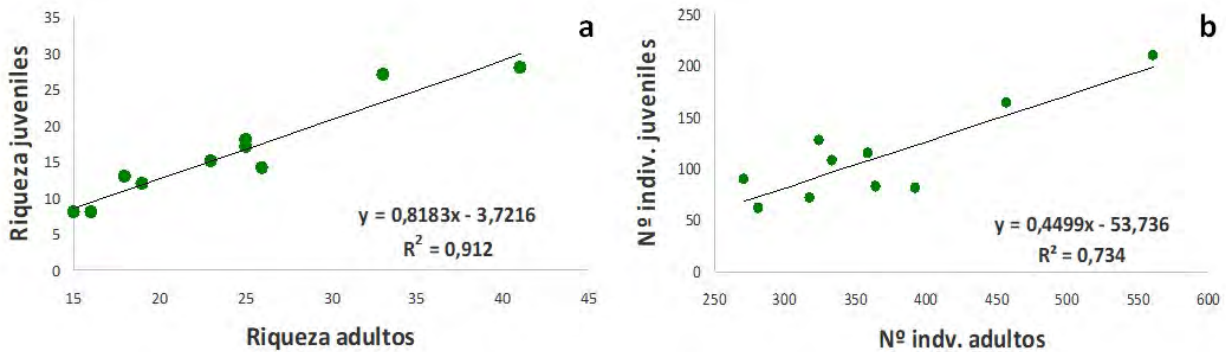 a
Riqueza juveniles
35
30
25
20
15
10
5
0
y = 0,8183x - 3,7216
R² = 0,912
15 20 25 30 35 40 45
Riqueza adultos
b
Nº indiv. juveniles
250
200
150
100
50
0
y = 0,4499x - 53,736
R² = 0,734
250 300 350 400 450 500 550 600
Nº indv. adultos